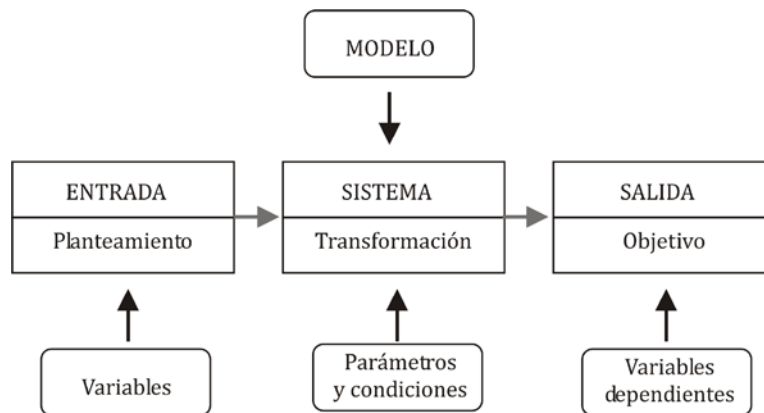 MODELO
ENTRADA
Planteamiento
SISTEMA
Transformación
SALIDA
Objetivo
Variables
Parámetros
y condiciones
Variables
dependientes